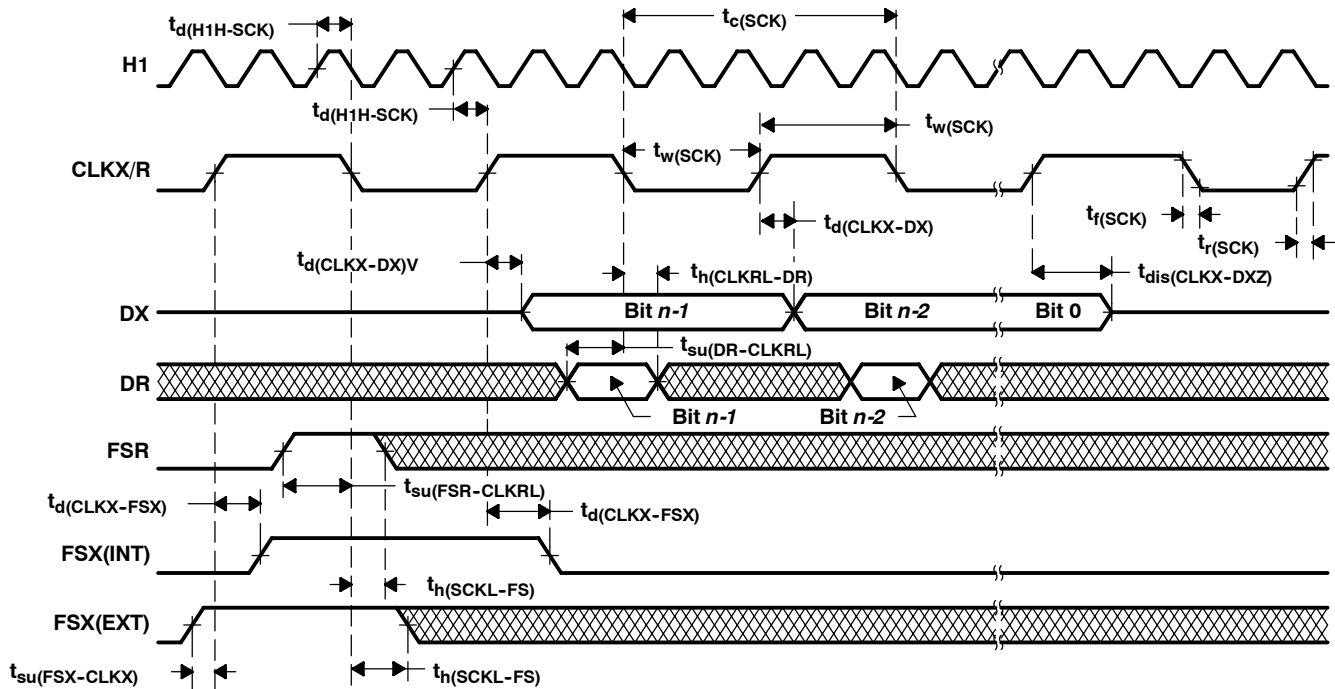 td(H1H-SCK)
tc(SCK)
H1
td(H1H-SCK)
tw(SCK)
tw(SCK)
CLKX/R
td(CLKX-DX)
tf(SCK)
tr(SCK)
td(CLKX-DX)V
th(CLKRL-DR)
tdis(CLKX-DXZ)
DX
Bit n-1
Bit n-2
Bit 0
tsu(DR-CLKRL)
DR
Bit n-1
Bit n-2
FSR
td(CLKX-FSX)
tsu(FSR-CLKRL)
td(CLKX-FSX)
FSX(INT)
th(SCKL-FS)
FSX(EXT)
tsu(FSX-CLKX)
th(SCKL-FS)